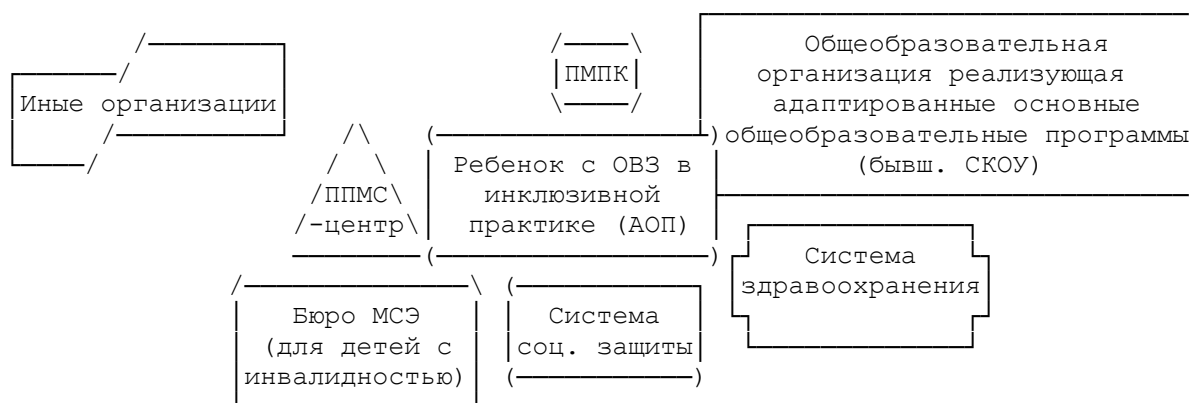 Общеобразовательная
ПМПК
организация реализующая
Иные организации
адаптированные основные
общеобразовательные программы
(бывш. СКОУ)
Ребенок с ОВЗ в
инклюзивной
практике (АОП)
ППМС
-центр
Система
здравоохранения
Бюро МСЭ
(для детей с
инвалидностью)
Система
соц. защиты